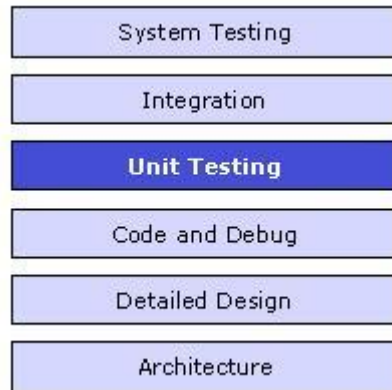 System Testing
Integration
Unit Testing
Code and Debug
Detailed Design
Architecture